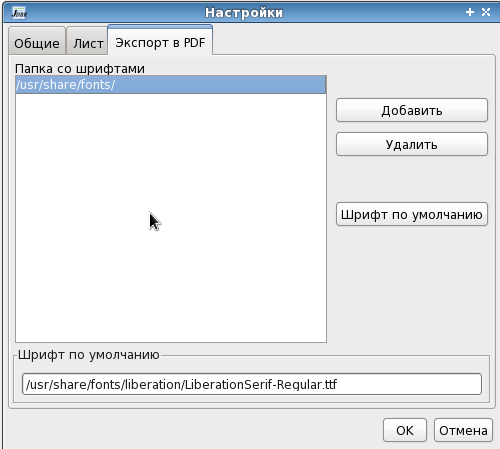 Настройки
Общие Лист Экспорт в PDF
Папка со шрифтами
/usr/share/fonts/
Добавить
Удалить
Шрифт по умолчанию
Шрифт по умолчанию
/usr/share/fonts/liberation/LiberationSerif-Regular.ttf
OK Отмена